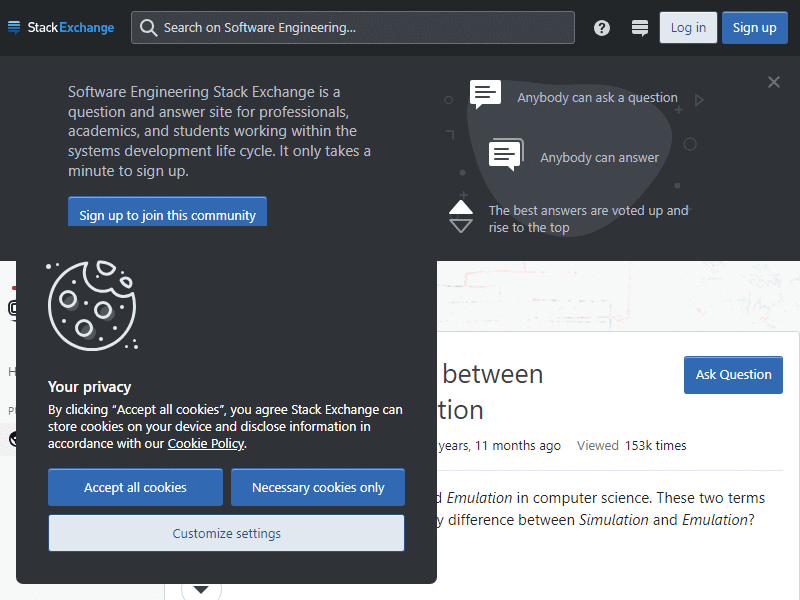 StackExchange
Search on Software Engineering...
Log in
Sign up
Software Engineering Stack Exchange is a
question and answer site for professionals,
academics, and students working within the
systems development life cycle. It only takes a
minute to sign up.
Sign up to join this community
Anybody can ask a question
Anybody can answer
The best answers are voted up and
rise to the top
Your privacy
By clicking “Accept all cookies”, you agree Stack Exchange can
store cookies on your device and disclose information in
accordance with our Cookie Policy.
Accept all cookies
Necessary cookies only
Customize settings
between
tion
Ask Question
years, 11 months ago
Viewed 153k times
d Emulation in computer science. These two terms
y difference between Simulation and Emulation?